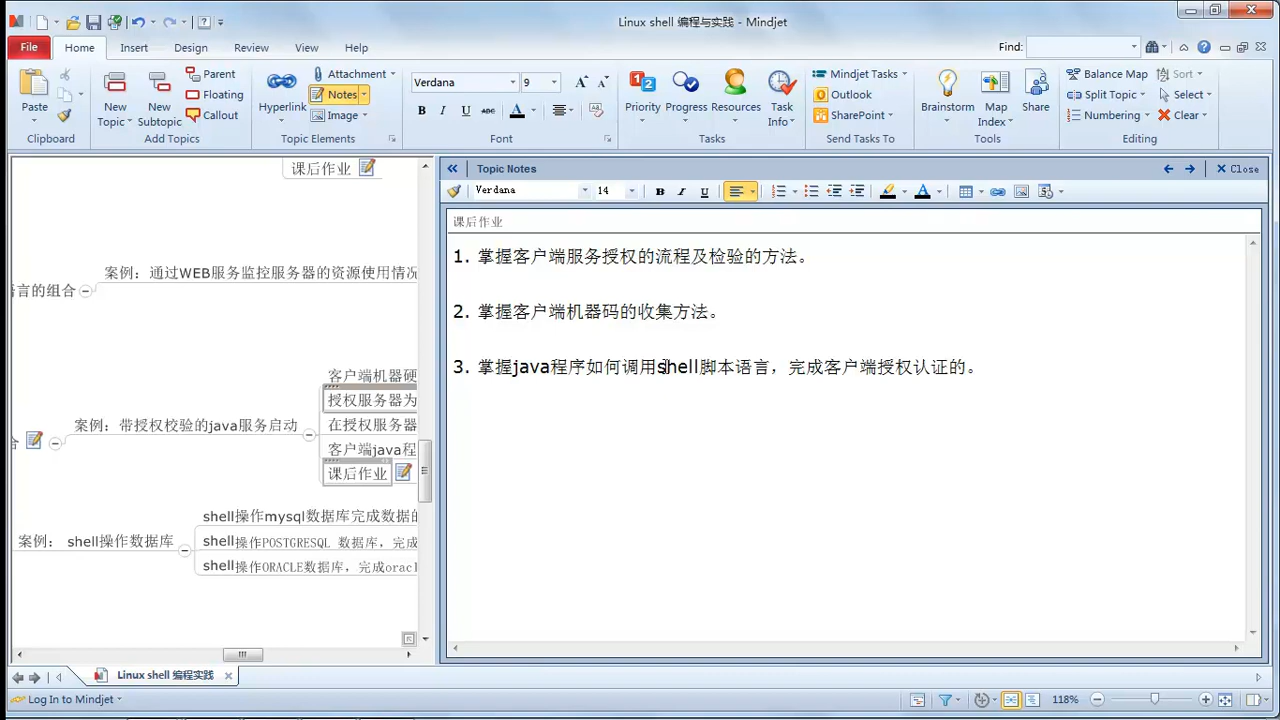 Linux shell 编程与实践 - Mindjet
File Home Insert Design Review View Help Find:
Paste
New Topic
New Subtopic
Parent
Floating
Callout
Hyperlink
Attachment
Notes
Image
Verdana 9
B I U abc A
Priority
Progress
Resources
Task Info
Mindjet Tasks
Outlook
SharePoint
Brainstorm
Map Index
Share
Balance Map
Split Topic
Numbering
Sort
Select
Clear
Clipboard Add Topics Topic Elements Font Tasks Send Tasks To Tools Editing
课后作业
案例：通过WEB服务监控服务器的资源使用情况
语言的组合
客户端机器硬
授权服务器为
案例：带授权校验的java服务启动
在授权服务器
合
客户端java程
课后作业
shell操作mysql数据库完成数据的
案例： shell操作数据库
shell操作POSTGRESQL 数据库，完成
shell操作ORACLE数据库，完成oracl
Topic Notes Close
Verdana 14 B I U
课后作业
1. 掌握客户端服务授权的流程及检验的方法。
2. 掌握客户端机器码的收集方法。
3. 掌握java程序如何调用shell脚本语言，完成客户端授权认证的。
Linux shell 编程实践
Log In to Mindjet 118%